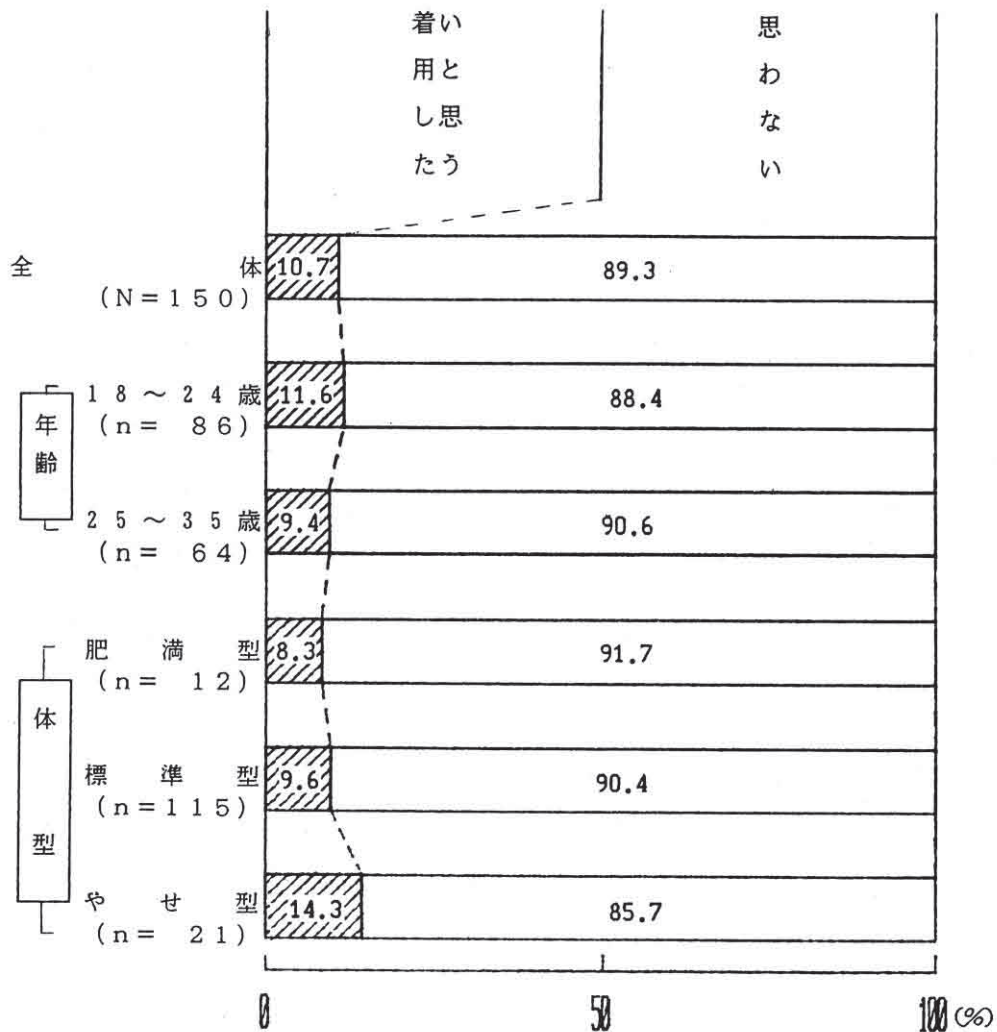 着用したいと思う
思わない
全体
(N=150)
10.7
89.3
年齢
18～24歳
(n= 86)
11.6
88.4
25～35歳
(n= 64)
9.4
90.6
体型
肥満型
(n= 12)
8.3
91.7
標準型
(n=115)
9.6
90.4
やせ型
(n= 21)
14.3
85.7
0
50
100(%)